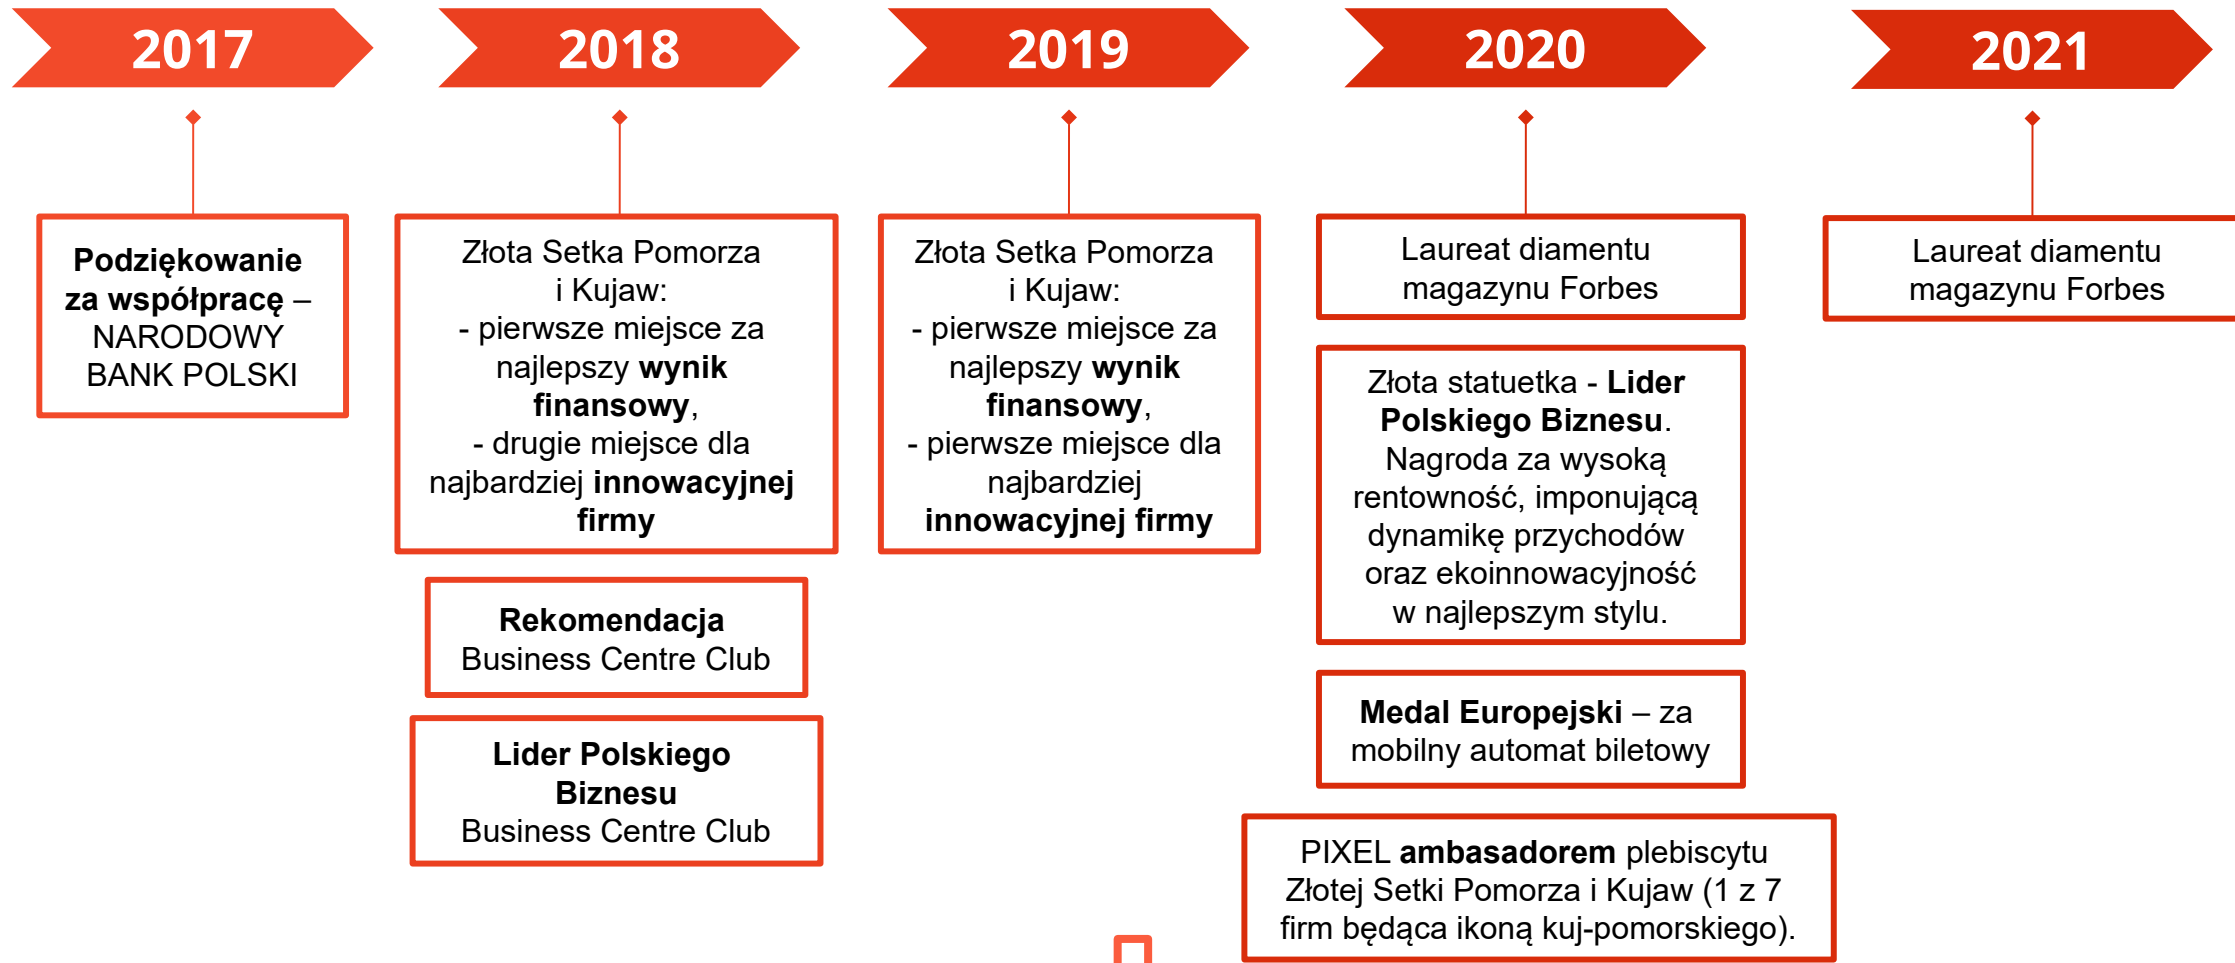 2017
2018
2019
2020
2021
Podziękowanie
za współpracę –
NARODOWY
BANK POLSKI
Złota Setka Pomorza
i Kujaw:
- pierwsze miejsce za
najlepszy wynik
finansowy,
- drugie miejsce dla
najbardziej innowacyjnej
firmy
Rekomendacja
Business Centre Club
Lider Polskiego
Biznesu
Business Centre Club
Złota Setka Pomorza
i Kujaw:
- pierwsze miejsce za
najlepszy wynik
finansowy,
- pierwsze miejsce dla
najbardziej
innowacyjnej firmy
Laureat diamentu
magazynu Forbes
Złota statuetka - Lider
Polskiego Biznesu.
Nagroda za wysoką
rentowność, imponującą
dynamikę przychodów
oraz ekoinnowacyjność
w najlepszym stylu.
Medal Europejski – za
mobilny automat biletowy
PIXEL ambasadorem plebiscytu
Złotej Setki Pomorza i Kujaw (1 z 7
firm będąca ikoną kuj-pomorskiego).
Laureat diamentu
magazynu Forbes